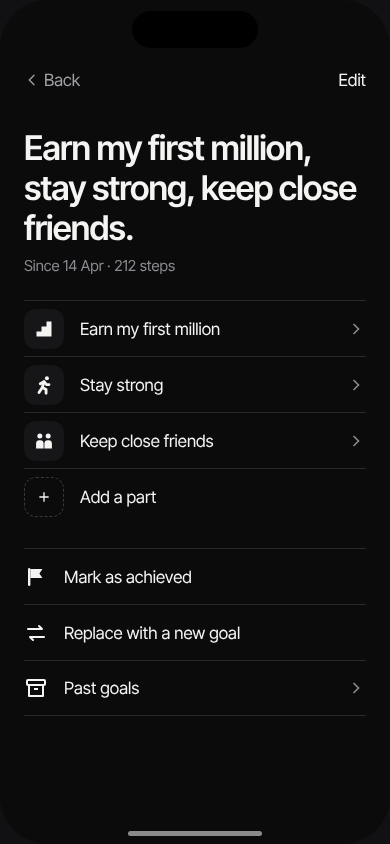 Back
Edit
Earn my first million,
stay strong, keep close
friends.
Since 14 Apr · 212 steps
Earn my first million
Stay strong
Keep close friends
Add a part
Mark as achieved
Replace with a new goal
Past goals